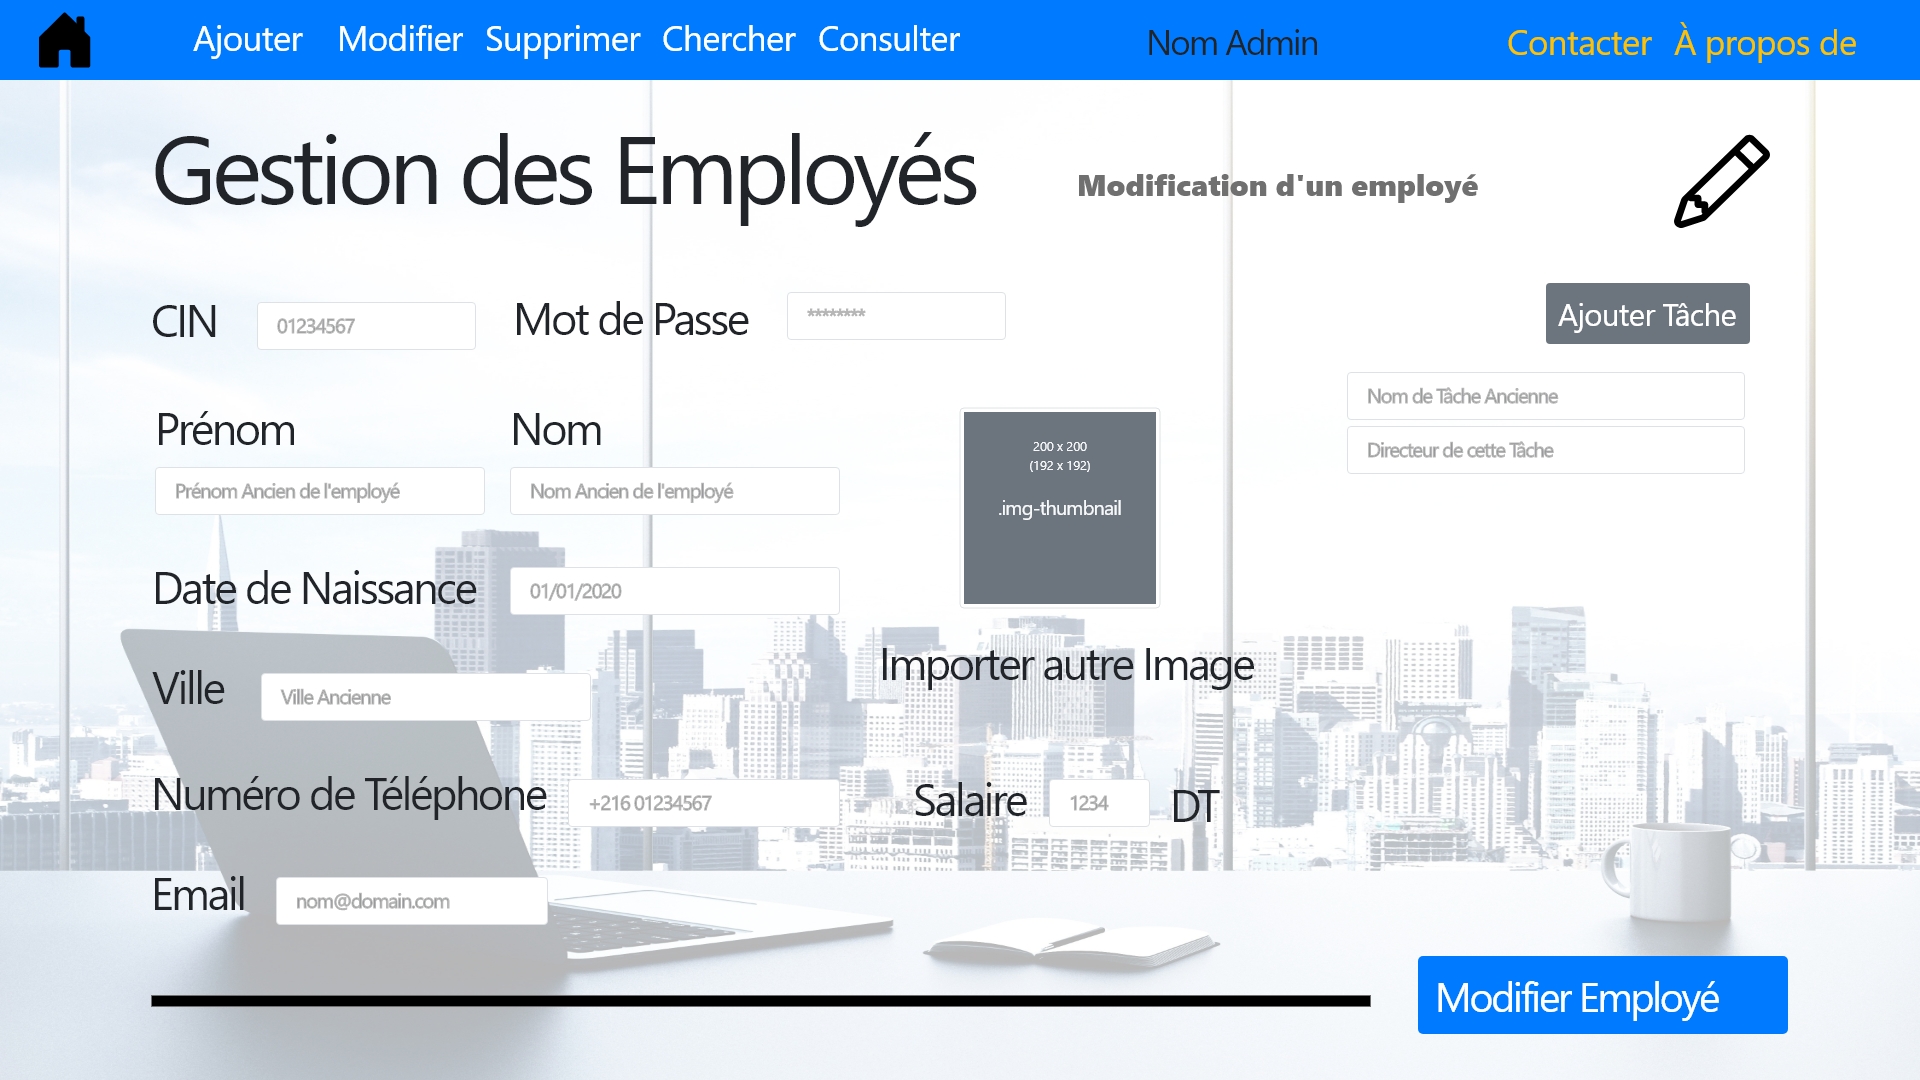 Ajouter Modifier Supprimer Chercher Consulter Nom Admin Contacter À propos de
Gestion des Employés
Modification d'un employé
CIN 01234567 Mot de Passe ********
Ajouter Tâche
Nom de Tâche Ancienne
Directeur de cette Tâche
Prénom Nom
Prénom Ancien de l'employé Nom Ancien de l'employé
200 x 200
(192 x 192)
.img-thumbnail
Date de Naissance 01/01/2020
Importer autre Image
Ville Ville Ancienne
Numéro de Téléphone +216 01234567 Salaire 1234 DT
Email nom@domain.com
Modifier Employé